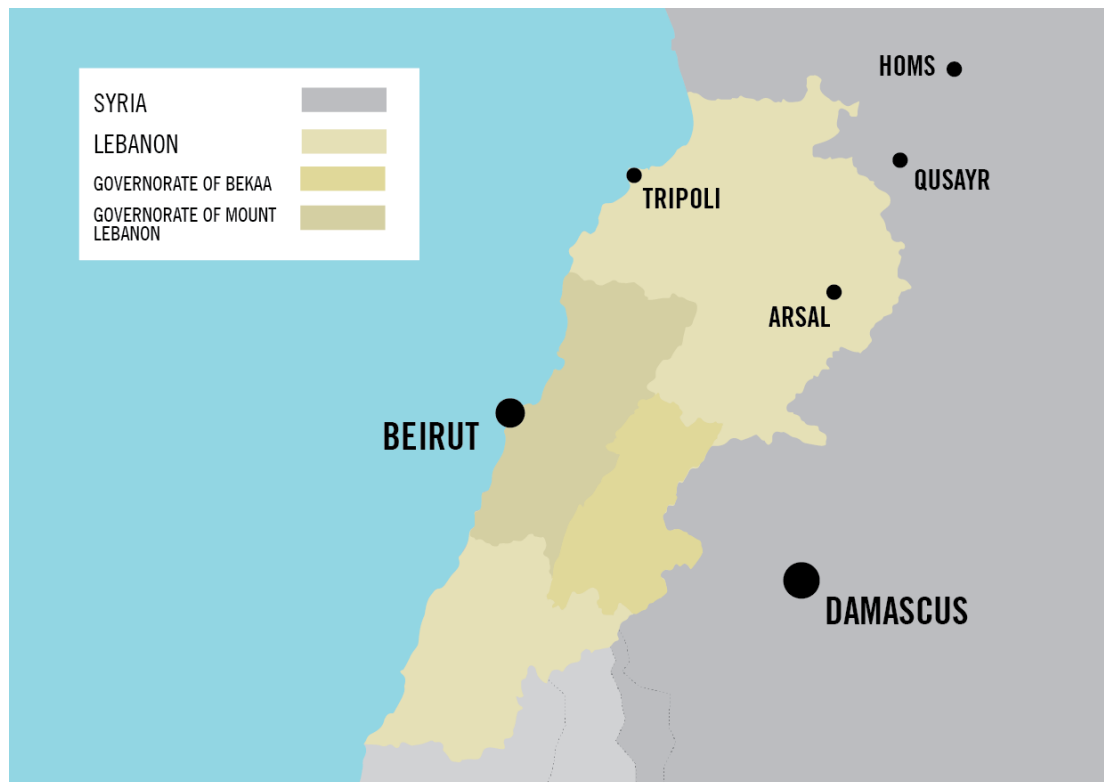 SYRIA
LEBANON
GOVERNORATE OF BEKAA
GOVERNORATE OF MOUNT
LEBANON
HOMS
QUSAYR
TRIPOLI
ARSAL
BEIRUT
DAMASCUS